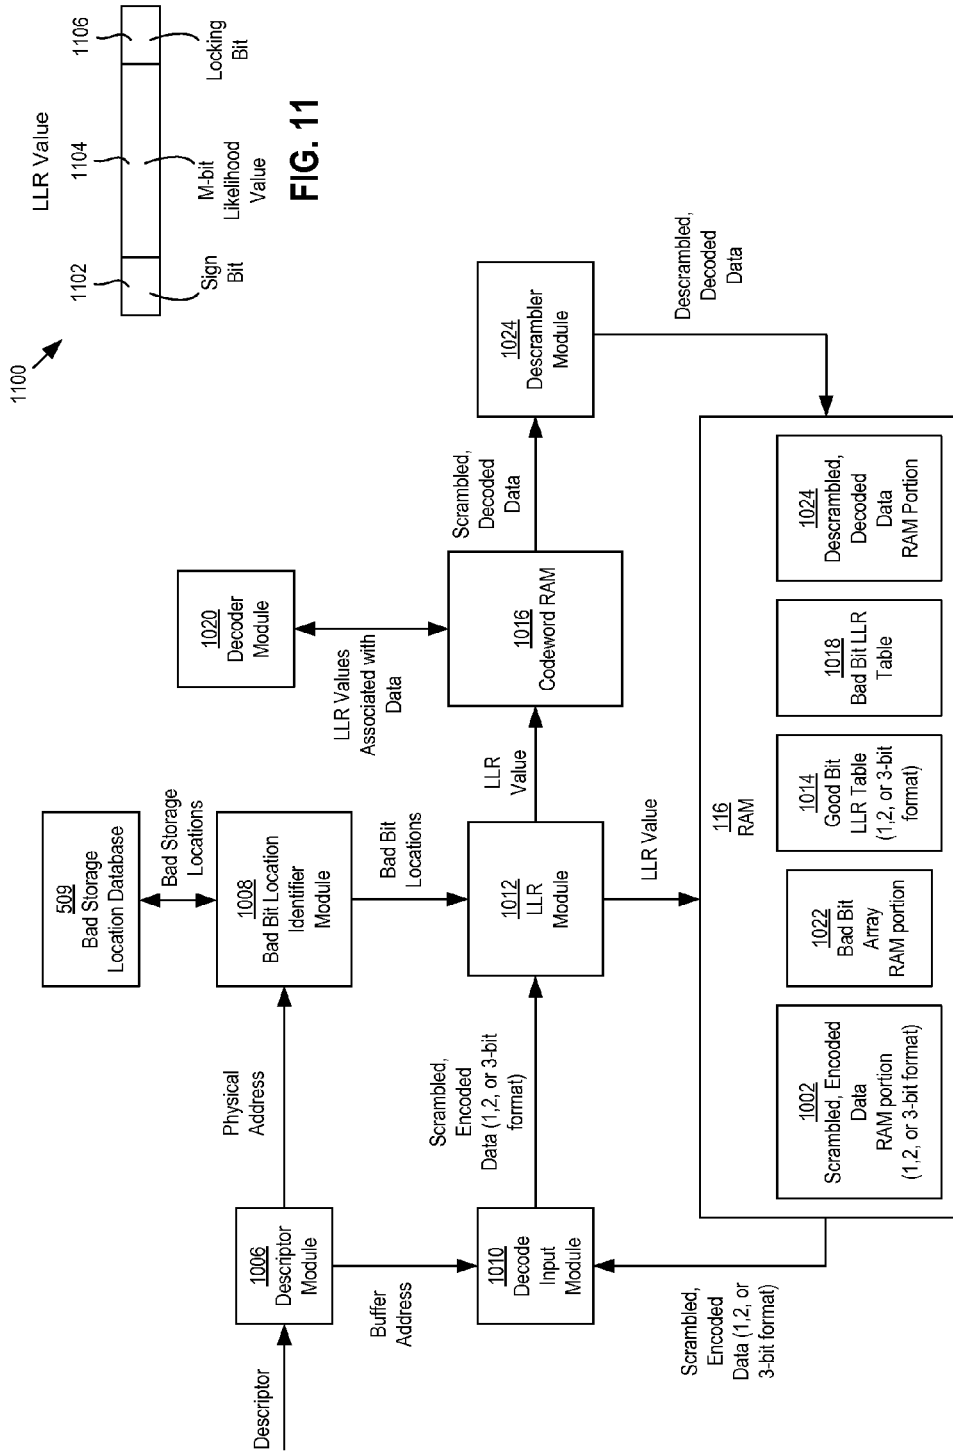 1100
LLR Value
1102
1104
1106
Sign
Bit
M-bit
Likelihood
Value
Locking
Bit
FIG. 11
509
Bad Storage
Location Database
Bad Storage
Locations
1020
Decoder
Module
Descriptor
1006
Descriptor
Module
Physical
Address
1008
Bad Bit Location
Identifier
Module
LLR Values
Associated with
Data
Buffer
Address
Bad Bit
Locations
1010
Decode
Input
Module
Scrambled,
Encoded
Data (1,2, or 3-bit
format)
1012
LLR
Module
LLR
Value
1016
Codeword RAM
Scrambled,
Decoded
Data
1024
Descrambler
Module
Scrambled,
Encoded
Data (1,2, or
3-bit format)
LLR Value
Descrambled,
Decoded
Data
116
RAM
1002
Scrambled, Encoded
Data
RAM portion
(1,2, or 3-bit format)
1022
Bad Bit
Array
RAM portion
1014
Good Bit
LLR Table
(1,2, or 3-bit
format)
1018
Bad Bit LLR
Table
1024
Descrambled,
Decoded
Data
RAM Portion